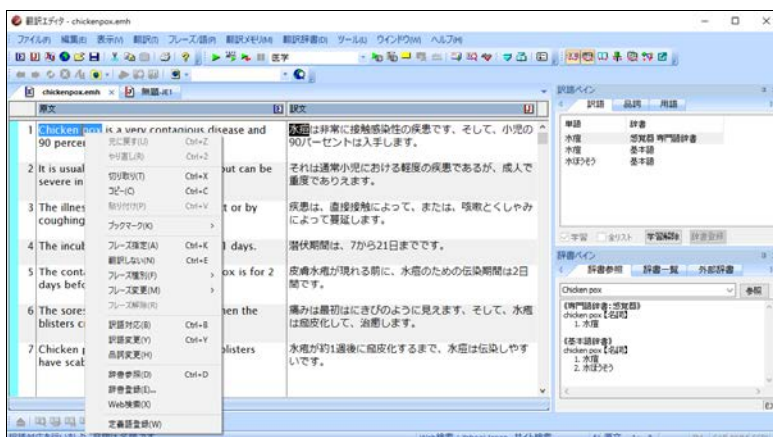 翻訳エディタ - chickenpox.emh
ファイル(F) 編集(E) 表示(V) 翻訳(T) フレーズ/語(P) 翻訳メモリ(M) 翻訳辞書(D) ツール(U) ウインドウ(W) ヘルプ(H)
医学
chickenpox.emh × 無題.JE1
原文 訳文
1 Chicken pox is a very contagious disease and
90 percen
水痘は非常に接触感染性の疾患です、そして、小児の
90パーセントは入手します。
2 It is usual but can be
severe in
それは通常小児における軽度の疾患であるが、成人で
重度でありえます。
3 The illnes t or by
coughing
疾患は、直接接触によって、または、咳嗽とくしゃみ
によって蔓延します。
4 The incub 1 days.
潜伏期間は、7から21日までです。
5 The conta ox is for 2
days befo
皮膚水疱が現れる前に、水痘のための伝染期間は2日
間です。
6 The sores hen the
blisters c
痛みは最初はにきびのように見えます、そして、水疱
は痂皮化して、治癒します。
7 Chicken p blisters
have scab
水疱が約1週後に痂皮化するまで、水痘は伝染しやす
いです。
元に戻す(U) Ctrl+Z
やり直し(R) Ctrl+2
切り取り(T) Ctrl+X
コピー(C) Ctrl+C
貼り付け(P) Ctrl+V
ブックマーク(K)
フレーズ指定(A) Ctrl+K
翻訳しない(N) Ctrl+E
フレーズ種別(F)
フレーズ変更(M)
フレーズ解除(R)
訳語対応(B) Ctrl+B
訳語変更(Y) Ctrl+Y
品詞変更(H)
辞書参照(D) Ctrl+D
辞書登録(E)...
Web検索(X)
定義語登録(W)
訳語ペイン
訳語 品詞 用語
単語 辞書
水痘 感覚器 専門語辞書
水痘 基本語
水ぼうそう 基本語
学習 全リスト 学習解除 辞書登録
辞書ペイン
辞書参照 辞書一覧 外部辞書
Chicken pox 参照
《専門語辞書:感覚器》
chicken pox【名詞】
1. 水痘
《基本語辞書》
chicken pox【名詞】
1. 水痘
2. 水ぼうそう